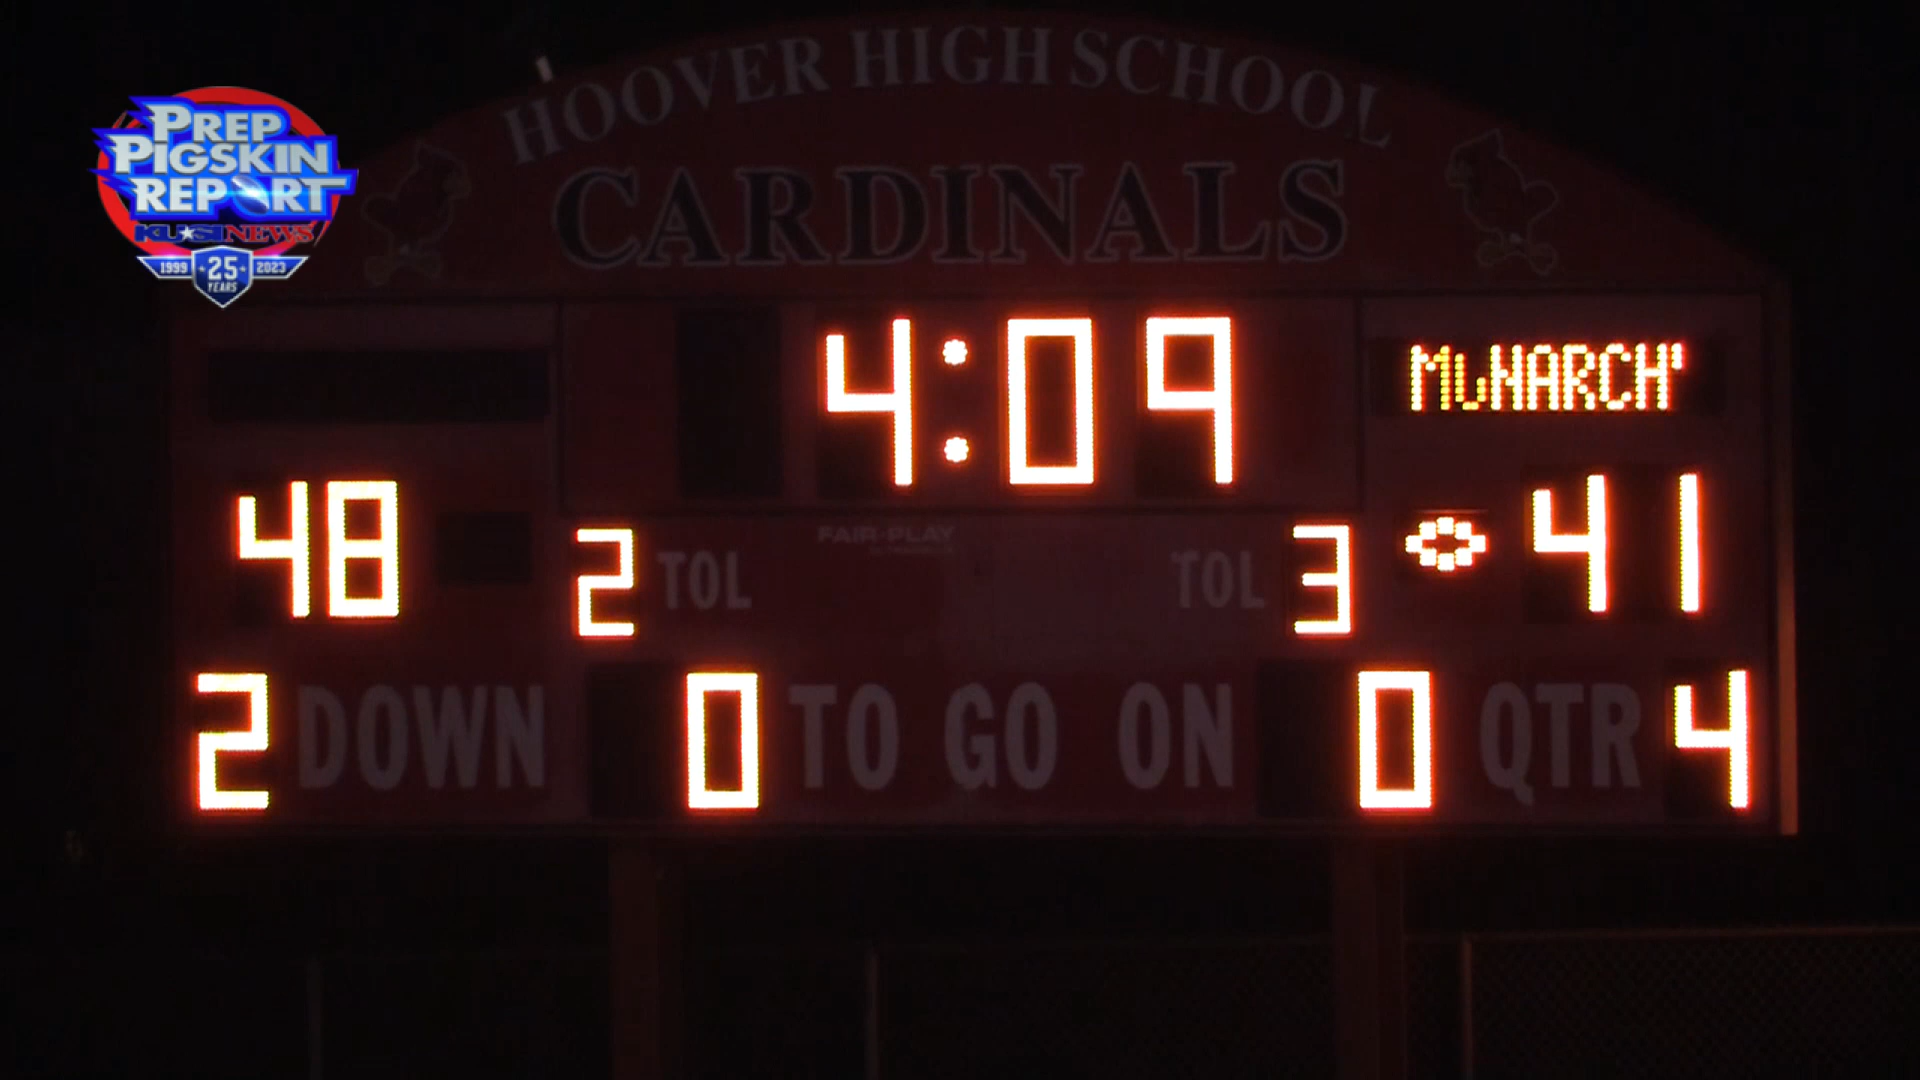 HOOVER HIGH SCHOOL
CARDINALS
PREP
PIGSKIN
REPORT
KUSI NEWS
1999 25 2023
YEARS
4:09
MONARCH'
48 41
FAIR-PLAY
2 TOL TOL 3
2 DOWN 0 TO GO ON 0 QTR 4